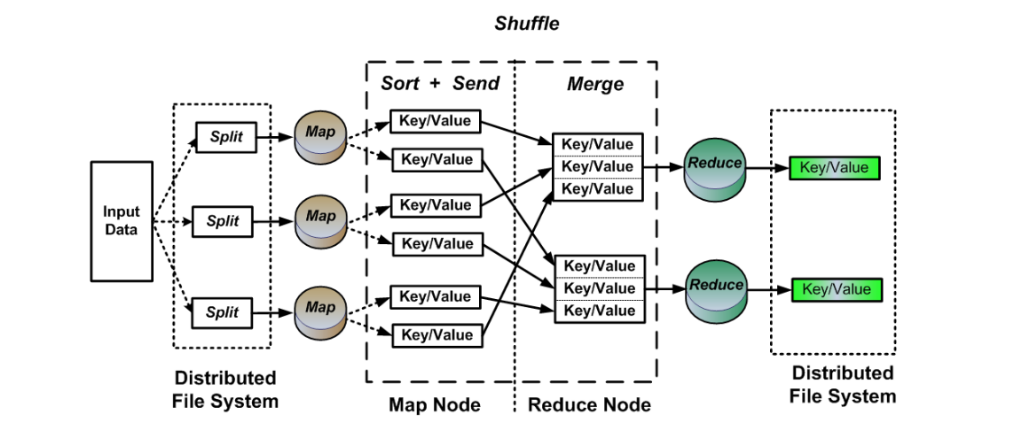 Shuffle
Sort + Send
Merge
Input
Data
Split
Split
Split
Map
Map
Map
Key/Value
Key/Value
Key/Value
Key/Value
Key/Value
Key/Value
Key/Value
Key/Value
Key/Value
Key/Value
Key/Value
Key/Value
Reduce
Reduce
Key/Value
Key/Value
Distributed
File System
Map Node
Reduce Node
Distributed
File System